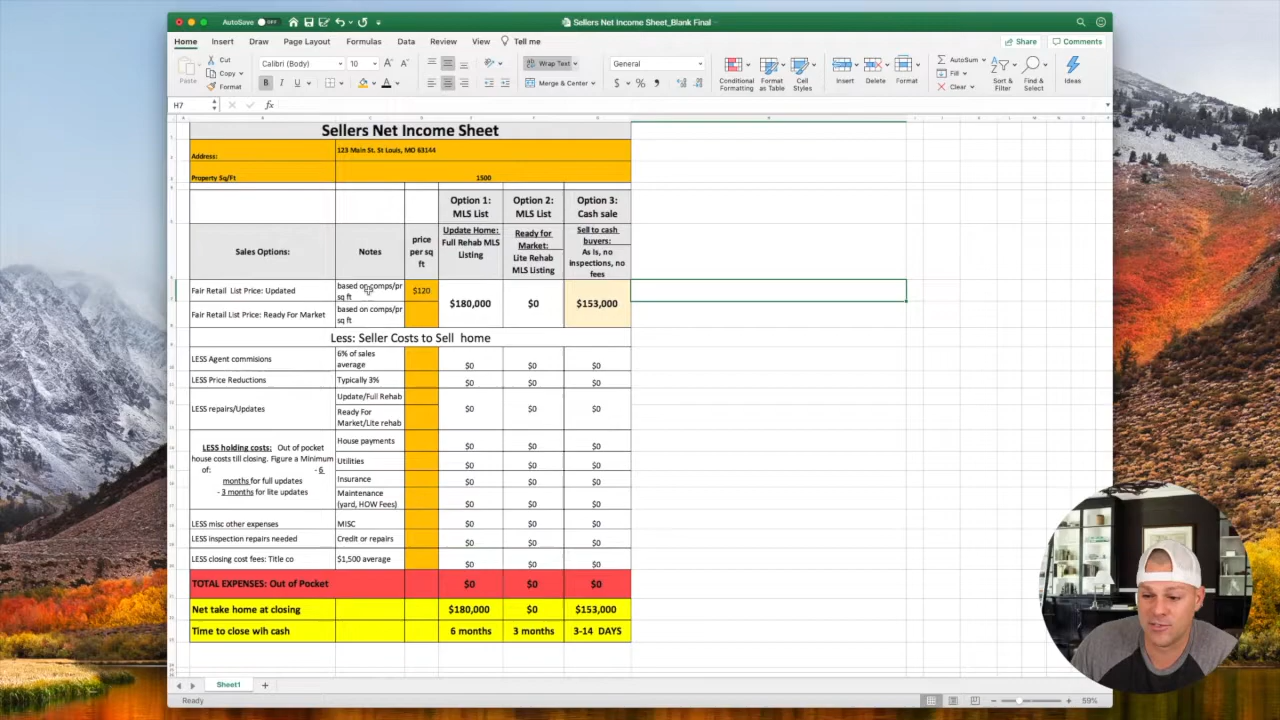 AutoSave OFF
Sellers Net Income Sheet_Blank Final
Home Insert Draw Page Layout Formulas Data Review View Tell me
Share Comments
Paste
Cut
Copy
Format
Calibri (Body) 10
B I U
Wrap Text
Merge & Center
General
$ % ,
Conditional Formatting
Format as Table
Cell Styles
Insert
Delete
Format
AutoSum
Fill
Clear
Sort & Filter
Find & Select
Ideas
H7
fx
Sellers Net Income Sheet
Address:
123 Main St. St Louis, MO 63144
Property Sq/Ft
1500
Option 1: MLS List
Option 2: MLS List
Option 3: Cash sale
Sales Options:
Notes
price per sq ft
Update Home: Full Rehab MLS Listing
Ready for Market: Lite Rehab MLS Listing
Sell to cash buyers: As Is, no inspections, no fees
Fair Retail List Price: Updated
based on comps/pr sq ft
$120
$180,000
$0
$153,000
Fair Retail List Price: Ready For Market
based on comps/pr sq ft
Less: Seller Costs to Sell home
LESS Agent commisions
6% of sales average
$0 $0 $0
LESS Price Reductions
Typically 3%
$0 $0 $0
LESS repairs/Updates
Update/Full Rehab
Ready For Market/Lite rehab
$0 $0 $0
LESS holding costs: Out of pocket
house costs till closing. Figure a Minimum
of: - 6
months for full updates
- 3 months for lite updates
House payments
$0 $0 $0
Utilities
$0 $0 $0
Insurance
$0 $0 $0
Maintenance (yard, HOW Fees)
$0 $0 $0
LESS misc other expenses
MISC
$0 $0 $0
LESS inspection repairs needed
Credit or repairs
$0 $0 $0
LESS closing cost fees: Title co
$1,500 average
$0 $0 $0
TOTAL EXPENSES: Out of Pocket
$0 $0 $0
Net take home at closing
$180,000 $0 $153,000
Time to close wih cash
6 months 3 months 3-14 DAYS
Sheet1
Ready
59%